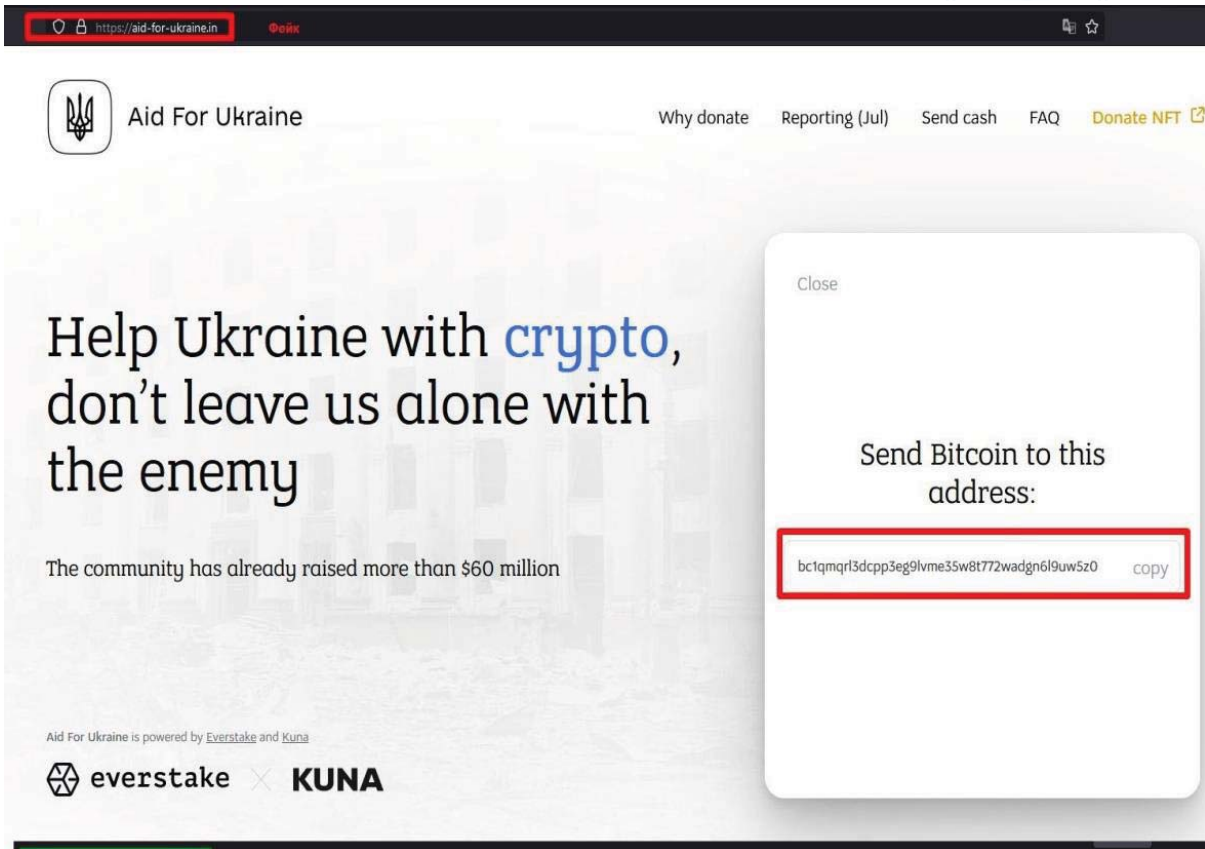 https://aid-for-ukraine.in Фейк
Aid For Ukraine Why donate Reporting (Jul) Send cash FAQ Donate NFT
Close
Help Ukraine with crypto,
don't leave us alone with
the enemy
Send Bitcoin to this
address:
The community has already raised more than $60 million
bc1qmqrl3dcpp3eg9lvme35w8t772wadgn6l9uw5z0 copy
Aid For Ukraine is powered by Everstake and Kuna
everstake KUNA